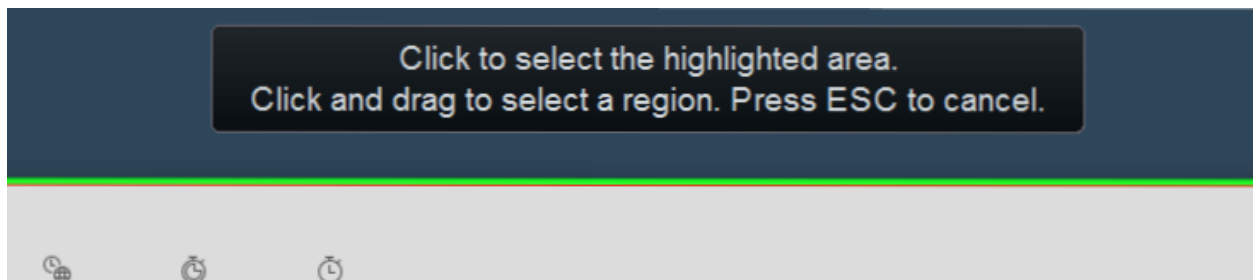 Click to select the highlighted area.
Click and drag to select a region. Press ESC to cancel.